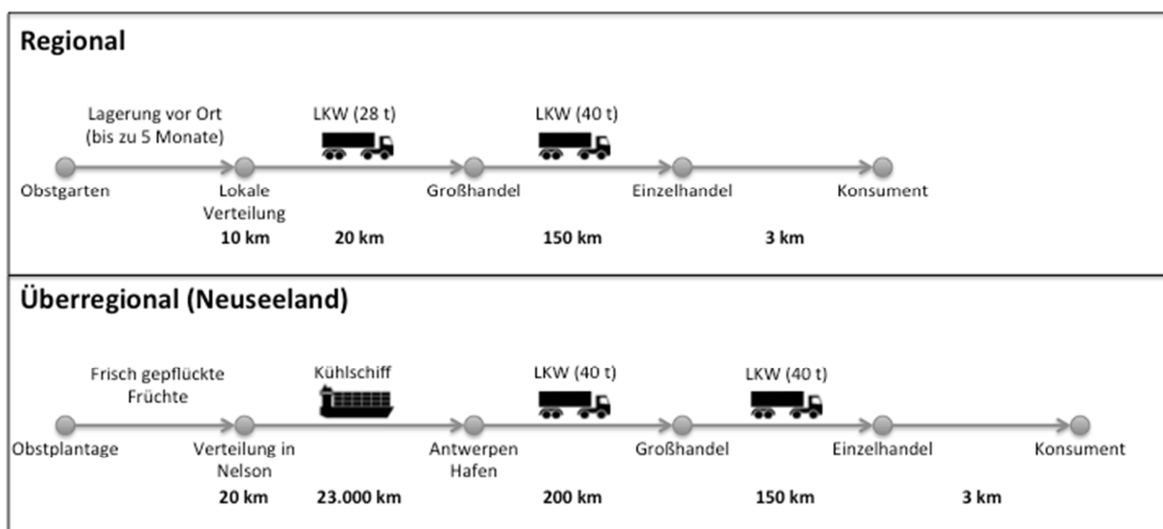 Regional
Lagerung vor Ort
(bis zu 5 Monate)
LKW (28 t)
LKW (40 t)
Obstgarten
Lokale
Verteilung
Großhandel
Einzelhandel
Konsument
10 km
20 km
150 km
3 km
Überregional (Neuseeland)
Frisch gepflückte
Früchte
Kühlschiff
LKW (40 t)
LKW (40 t)
Obstplantage
Verteilung in
Nelson
Antwerpen
Hafen
Großhandel
Einzelhandel
Konsument
20 km
23.000 km
200 km
150 km
3 km